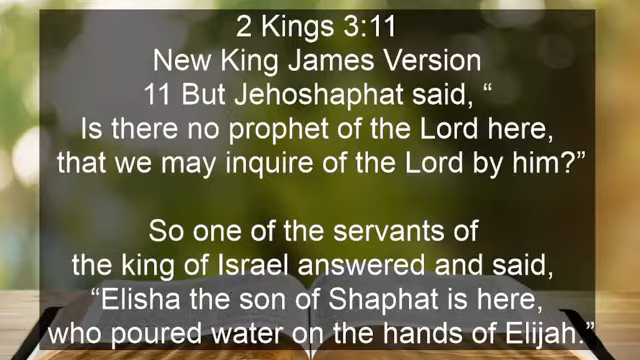 2 Kings 3:11
New King James Version
11 But Jehoshaphat said, “
Is there no prophet of the Lord here,
that we may inquire of the Lord by him?”
So one of the servants of
the king of Israel answered and said,
“Elisha the son of Shaphat is here,
who poured water on the hands of Elijah.”